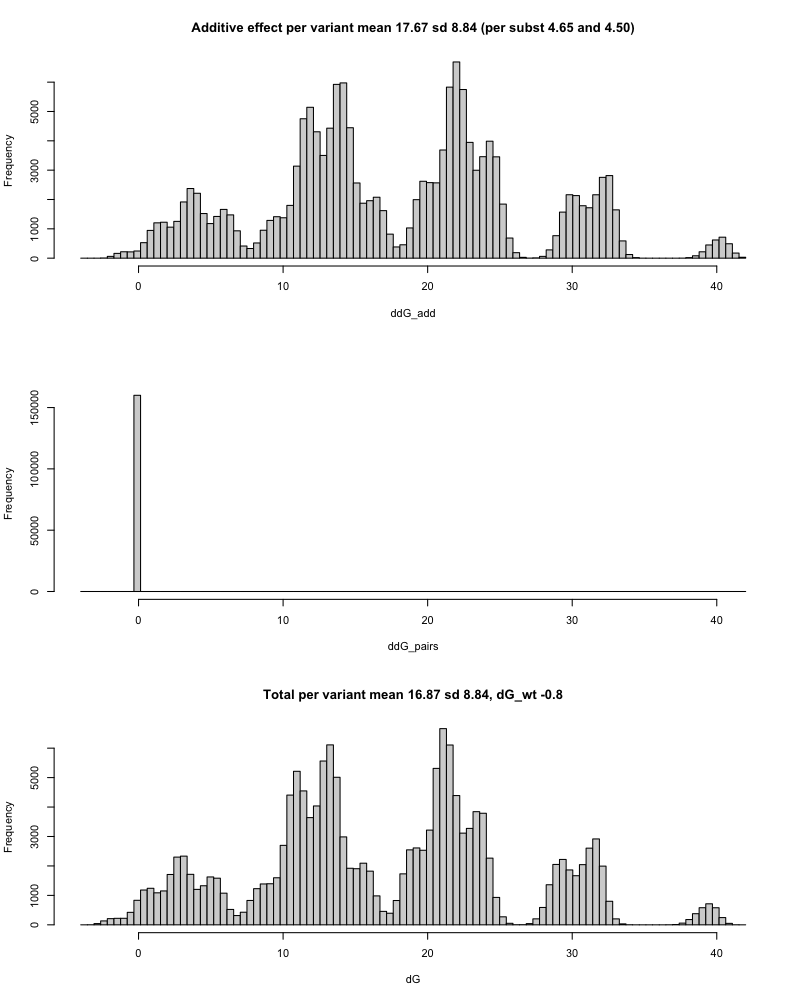 Additive effect per variant mean 17.67 sd 8.84 (per subst 4.65 and 4.50)
Frequency
0 1000 3000 5000
0 10 20 30 40
ddG_add
Frequency
0 50000 100000 150000
0 10 20 30 40
ddG_pairs
Total per variant mean 16.87 sd 8.84, dG_wt -0.8
Frequency
0 1000 3000 5000
0 10 20 30 40
dG